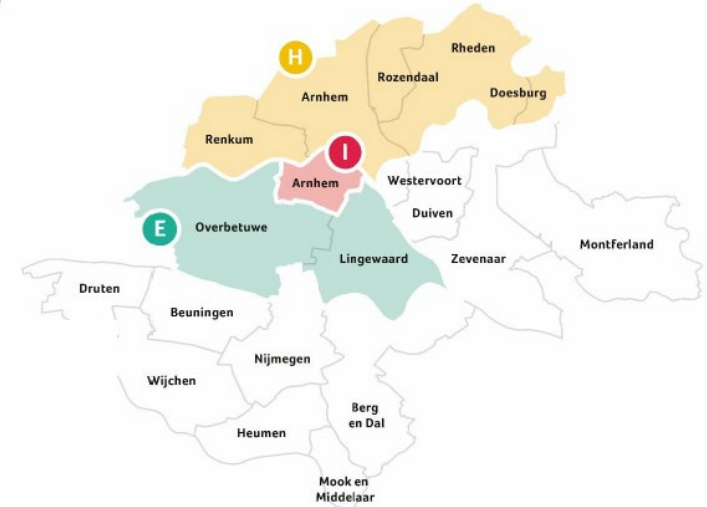 H
Rheden
Rozendaal
Arnhem
Doesburg
Renkum
I
Arnhem
Westervoort
Duiven
E
Overbetuwe
Lingewaard
Zevenaar
Montferland
Druten
Beuningen
Nijmegen
Wijchen
Berg
en Dal
Heumen
Mook en
Middelaar